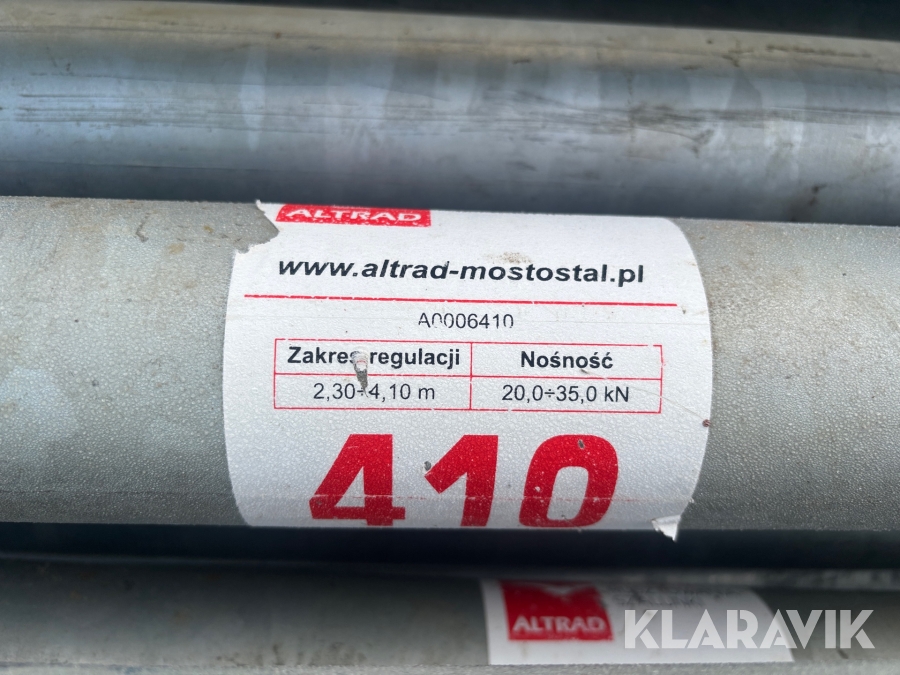 ALTRAD
www.altrad-mostostal.pl
A0006410
Zakres regulacji Nośność
2,30÷4,10 m 20,0÷35,0 kN
410
ALTRAD
KLARAVIK